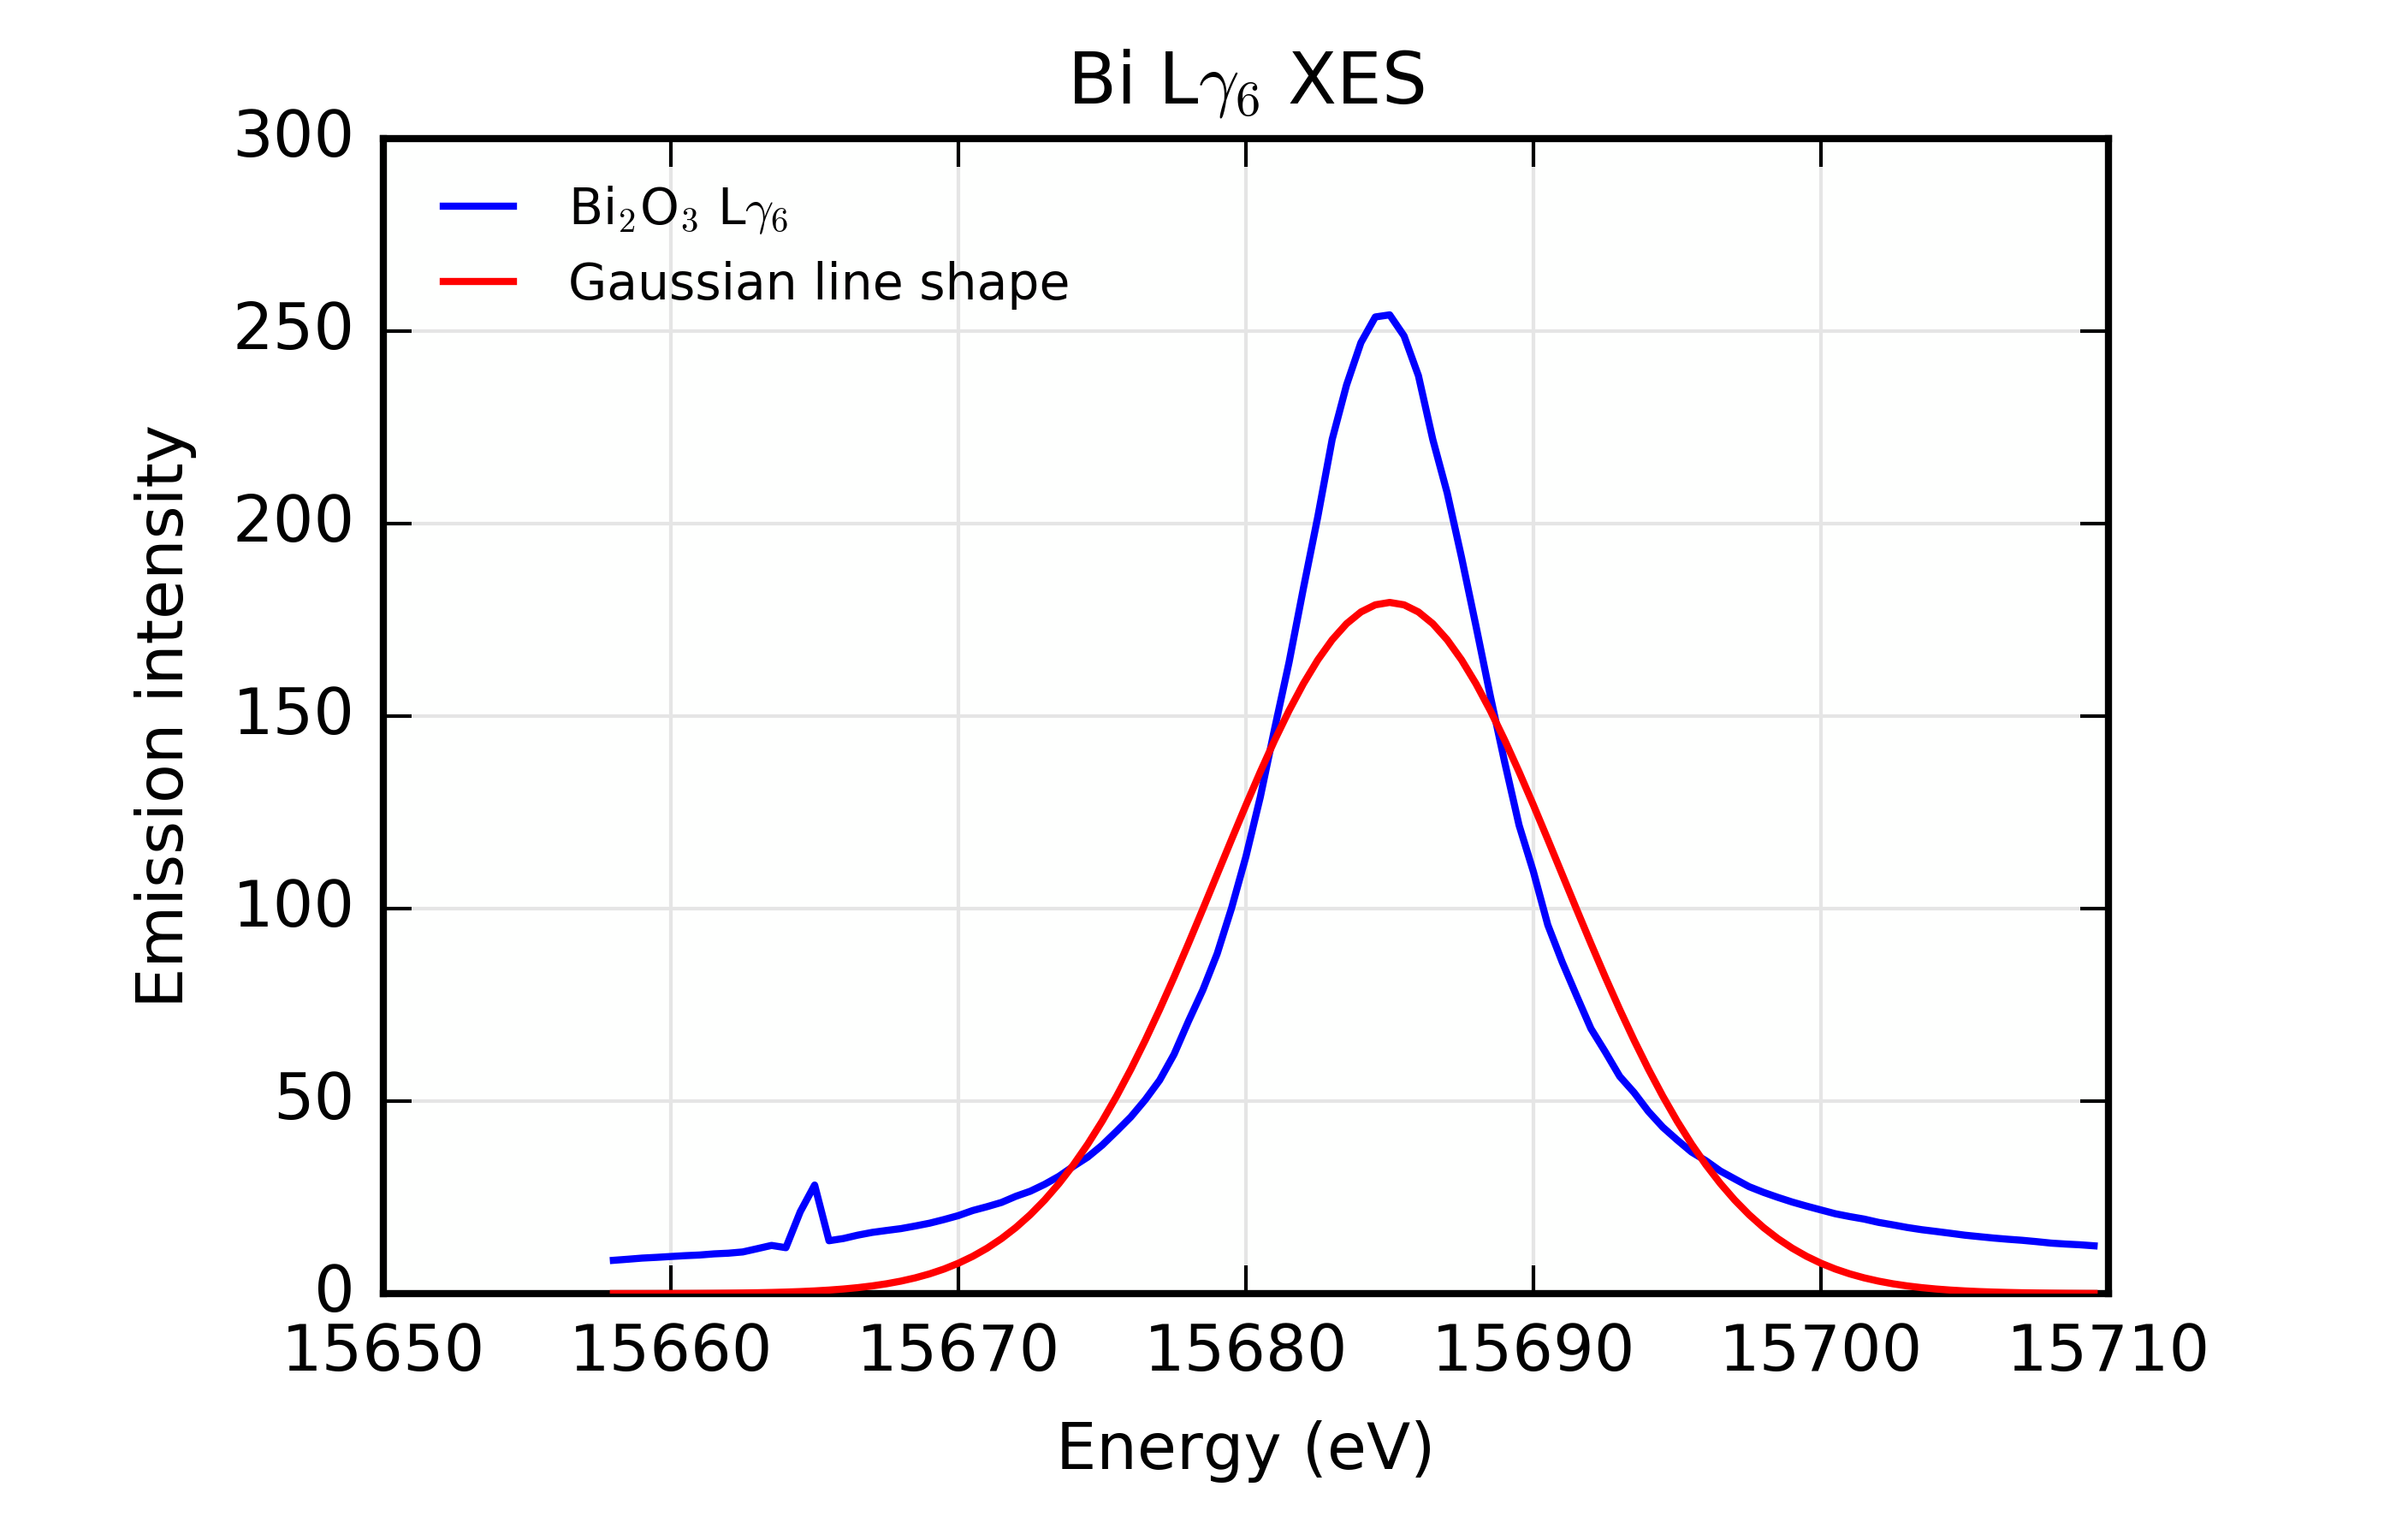 Bi Lγ₆ XES
300
250
200
150
100
50
0
Emission intensity
Bi₂O₃ Lγ₆
Gaussian line shape
15650 15660 15670 15680 15690 15700 15710
Energy (eV)